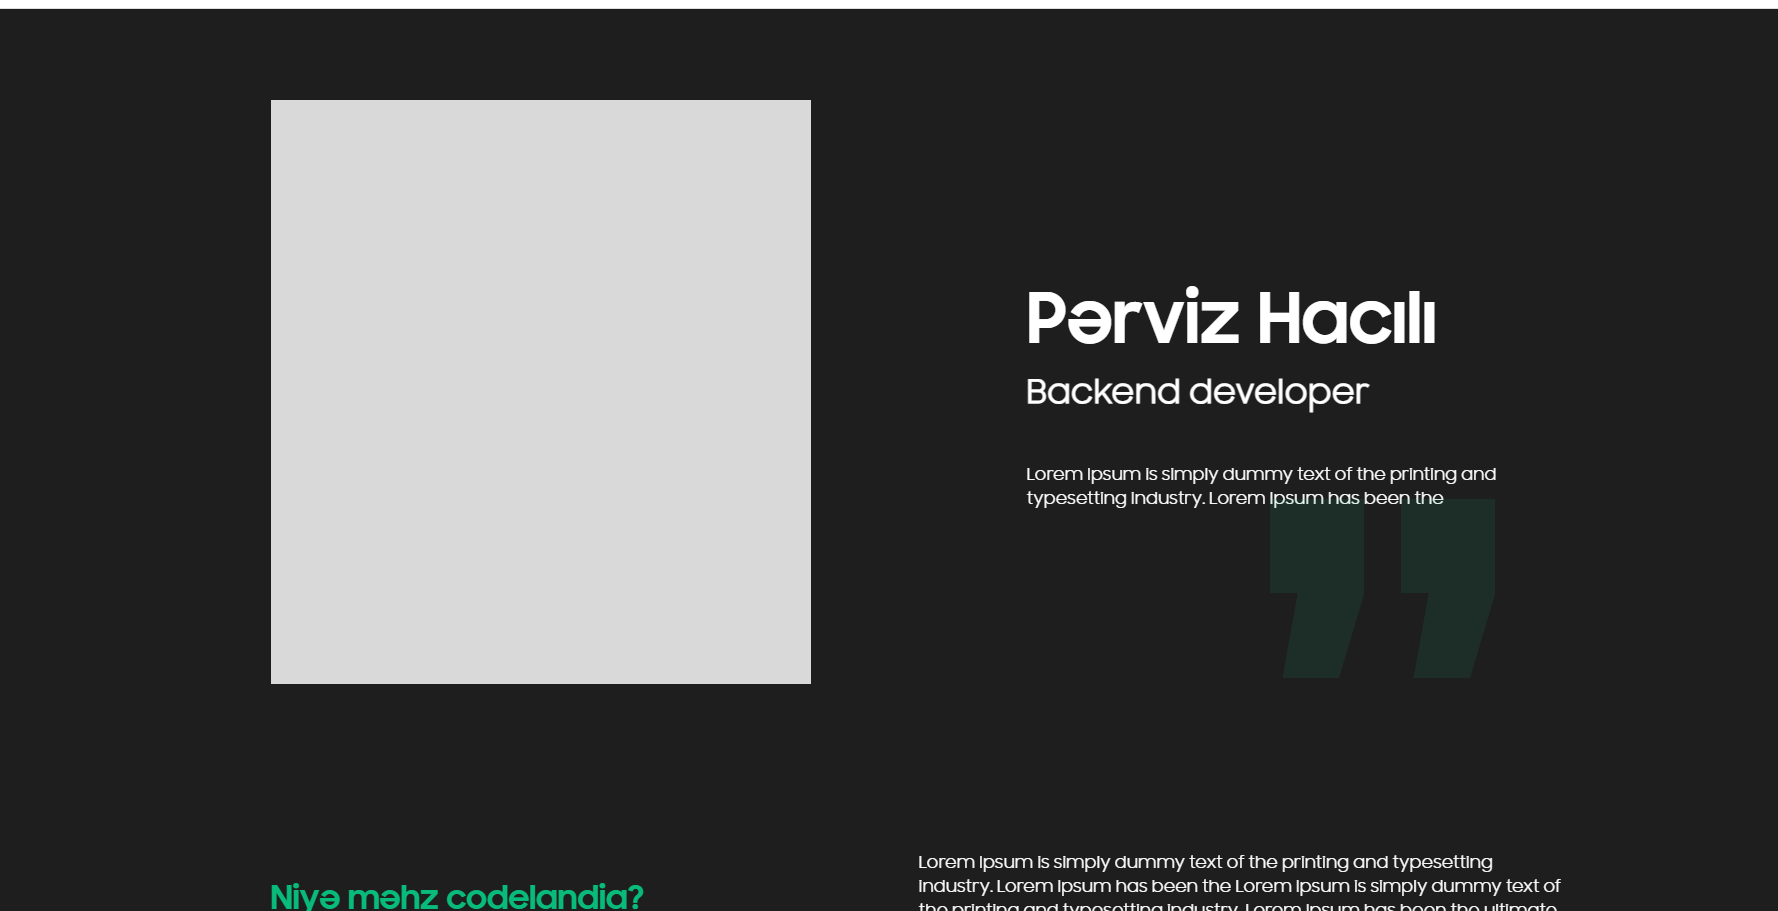 Pərviz Hacılı
Backend developer
Lorem Ipsum is simply dummy text of the printing and
typesetting industry. Lorem Ipsum has been the
Niyə məhz codelandia?
Lorem Ipsum is simply dummy text of the printing and typesetting
industry. Lorem Ipsum has been the Lorem Ipsum is simply dummy text of
the printing and typesetting industry. Lorem Ipsum has been the ultimate